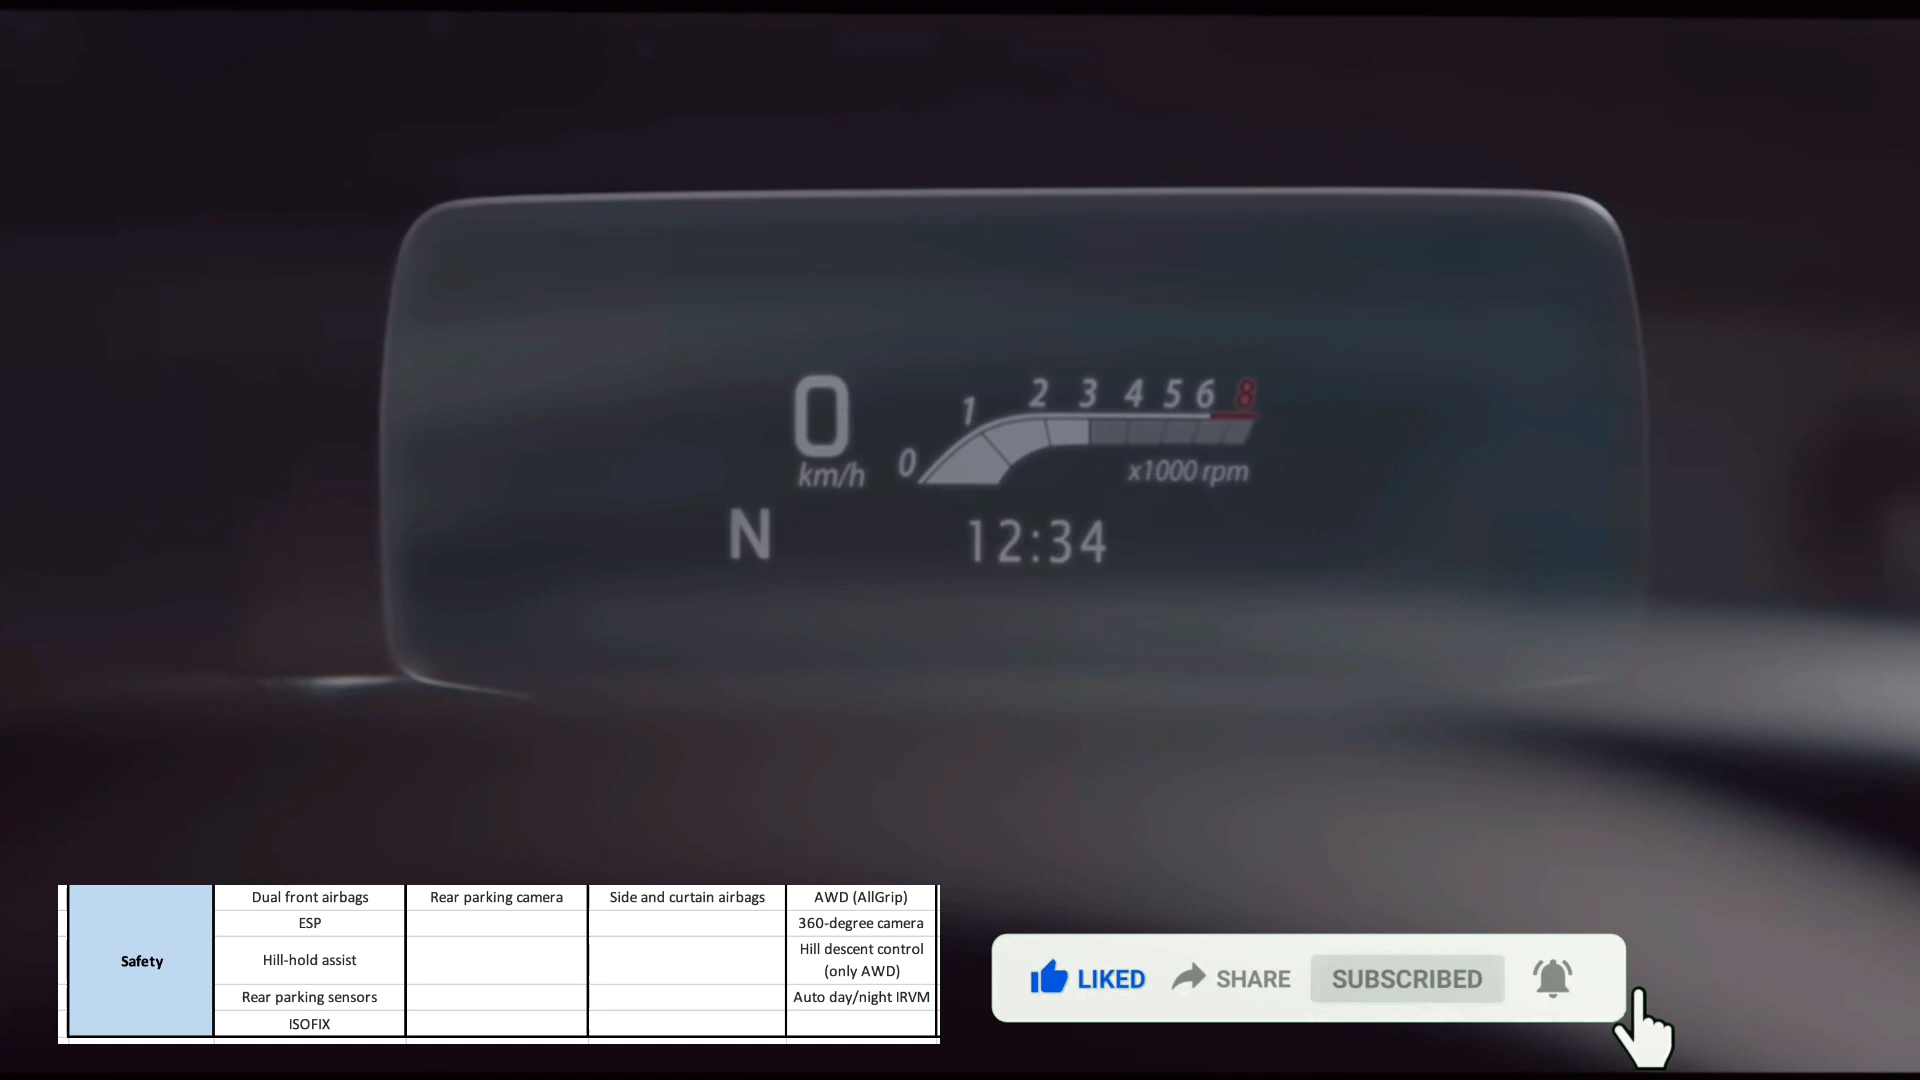 0
km/h
0 1 2 3 4 5 6 8
x1000 rpm
N
12:34
Safety
Dual front airbags Rear parking camera Side and curtain airbags AWD (AllGrip)
ESP 360-degree camera
Hill-hold assist Hill descent control
(only AWD)
Rear parking sensors Auto day/night IRVM
ISOFIX
LIKED SHARE SUBSCRIBED